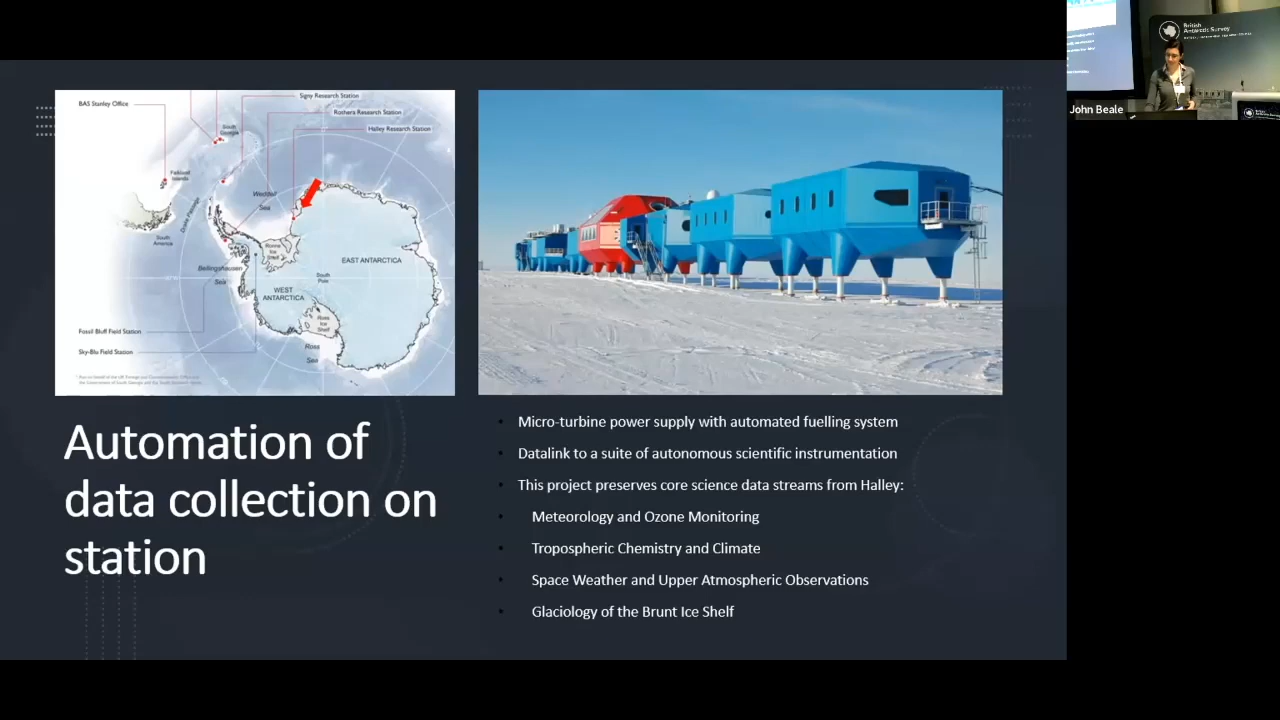 BAS Stanley Office
Signy Research Station
Rothera Research Station
Halley Research Station
South
Georgia
Falkland
Islands
Weddell
Sea
Drake Passage
South
America
Ronne
Ice
Shelf
EAST ANTARCTICA
Bellingshausen
Sea
South
Pole
WEST
ANTARCTICA
Ross
Ice
Shelf
Fossil Bluff Field Station
Ross
Sea
Sky-Blu Field Station
Automation of
data collection on
station
• Micro-turbine power supply with automated fuelling system
• Datalink to a suite of autonomous scientific instrumentation
• This project preserves core science data streams from Halley:
• Meteorology and Ozone Monitoring
• Tropospheric Chemistry and Climate
• Space Weather and Upper Atmospheric Observations
• Glaciology of the Brunt Ice Shelf
British
Antarctic Survey
John Beale